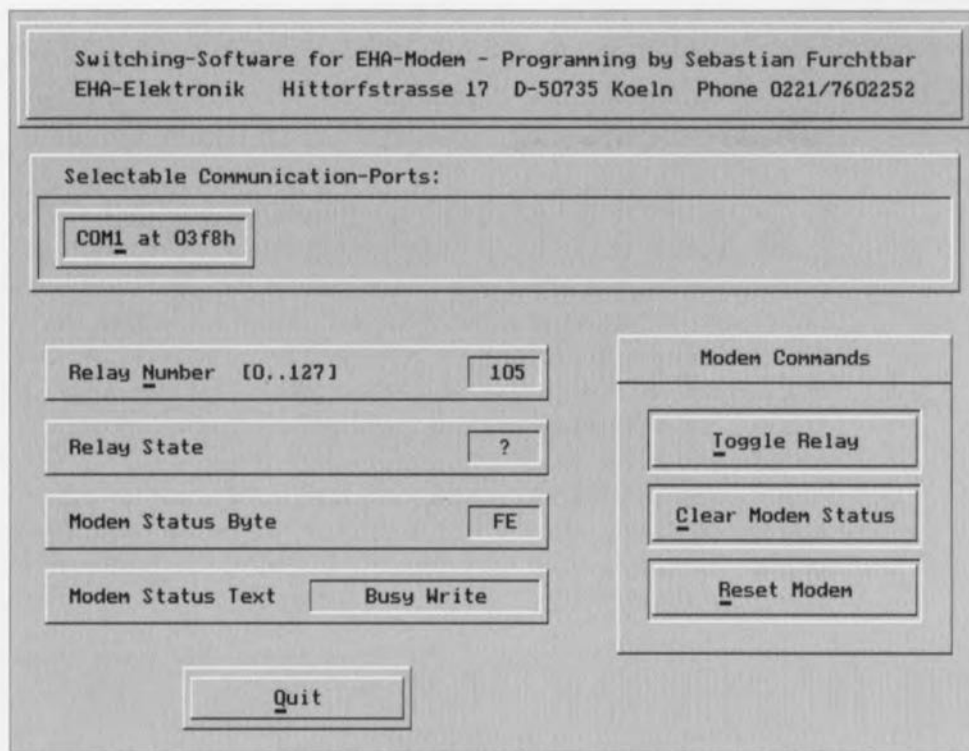 Switching-Software for EHA-Modem - Programming by Sebastian Furchtbar
EHA-Elektronik Hittorfstrasse 17 D-50735 Koeln Phone 0221/7602252
Selectable Communication-Ports:
COM1 at 03f8h
Relay Number [0..127] 105
Relay State ?
Modem Status Byte FE
Modem Status Text Busy Write
Modem Commands
Toggle Relay
Clear Modem Status
Reset Modem
Quit